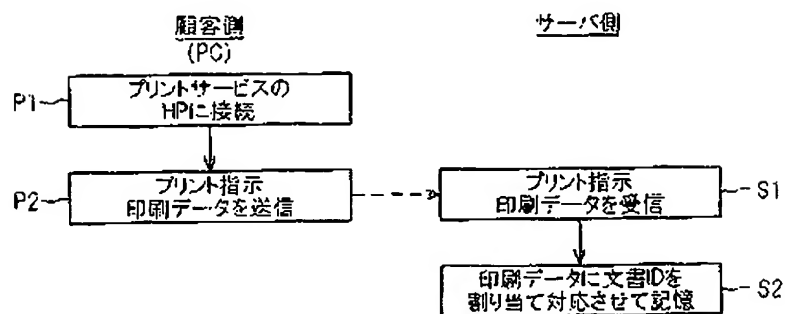 顧客側
(PC)
サーバ側
P1
プリントサービスの
HPに接続
P2
プリント指示
印刷データを送信
プリント指示
印刷データを受信
S1
印刷データに文書IDを
割り当て対応させて記憶
S2